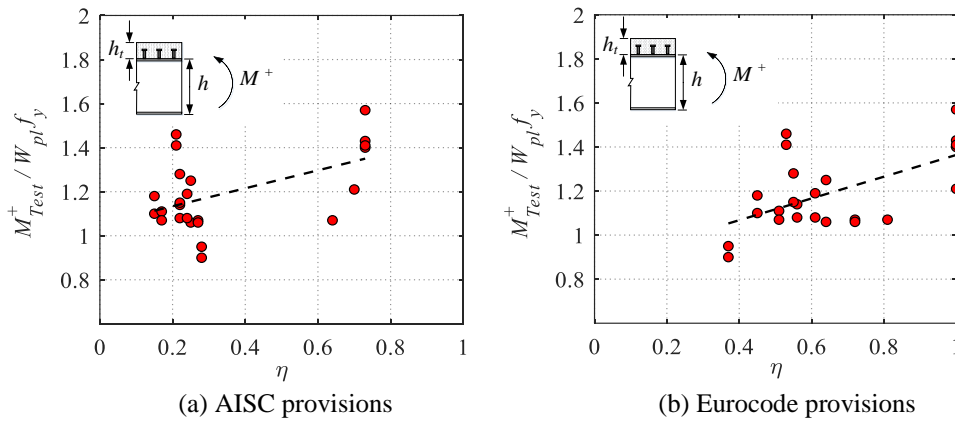 (a)
2
1.8
1.6
1.4
1.2
1
0.8
M⁺_Test / W_pl f_y
h_t
h
M⁺
0 0.2 0.4 0.6 0.8 1
η
(a) AISC provisions
(b)
2
1.8
1.6
1.4
1.2
1
0.8
M⁺_Test / W_pl f_y
h_t
h
M⁺
0 0.2 0.4 0.6 0.8 1
η
(b) Eurocode provisions